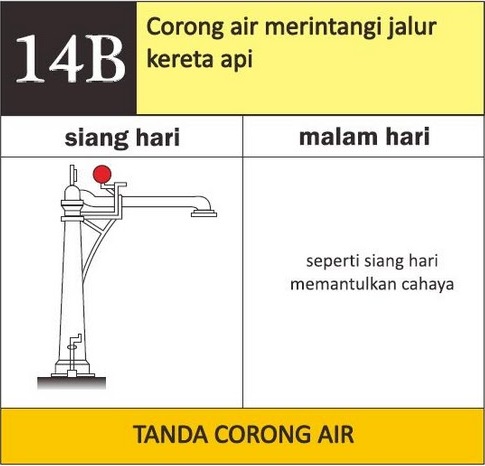 14B
Corong air merintangi jalur
kereta api
siang hari
malam hari
seperti siang hari
memantulkan cahaya
TANDA CORONG AIR